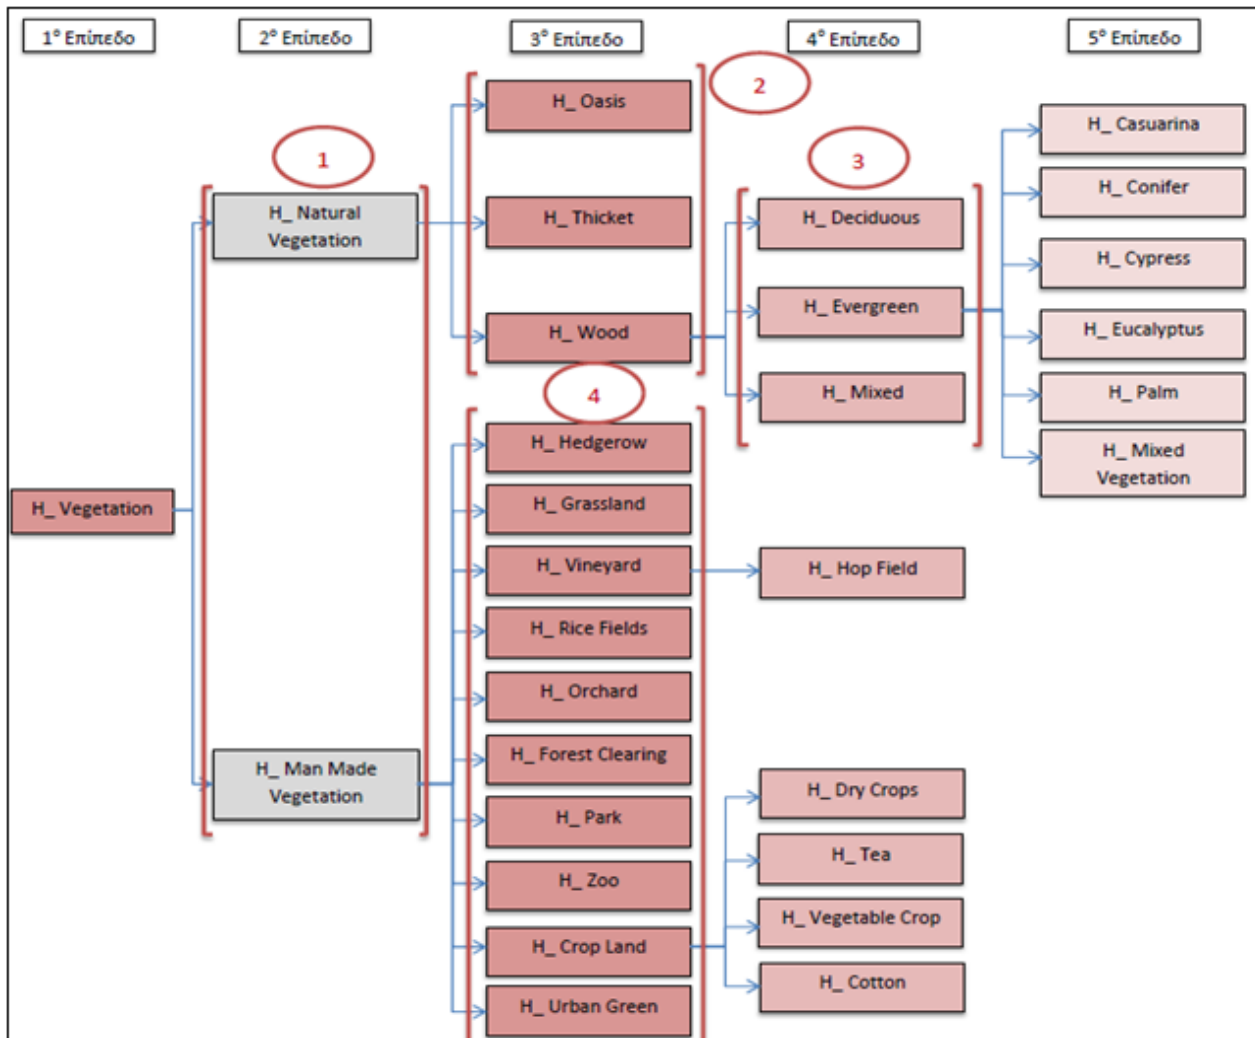 1° Επίπεδο
2° Επίπεδο
3° Επίπεδο
4° Επίπεδο
5° Επίπεδο
H_ Vegetation
1
H_ Natural
Vegetation
H_ Man Made
Vegetation
2
H_ Oasis
H_ Thicket
H_ Wood
4
H_ Hedgerow
H_ Grassland
H_ Vineyard
H_ Rice Fields
H_ Orchard
H_ Forest Clearing
H_ Park
H_ Zoo
H_ Crop Land
H_ Urban Green
3
H_ Deciduous
H_ Evergreen
H_ Mixed
H_ Hop Field
H_ Dry Crops
H_ Tea
H_ Vegetable Crop
H_ Cotton
H_ Casuarina
H_ Conifer
H_ Cypress
H_ Eucalyptus
H_ Palm
H_ Mixed
Vegetation